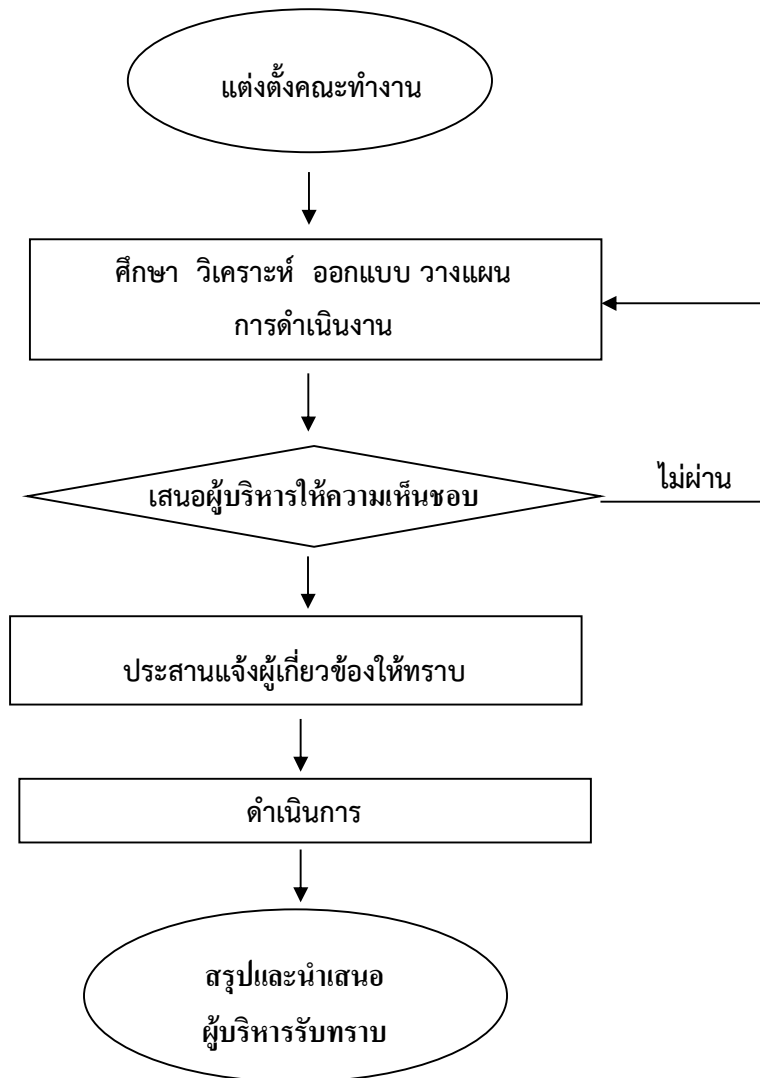 แต่งตั้งคณะทำงาน
ศึกษา วิเคราะห์ ออกแบบ วางแผน
การดำเนินงาน
เสนอผู้บริหารให้ความเห็นชอบ
ไม่ผ่าน
ประสานแจ้งผู้เกี่ยวข้องให้ทราบ
ดำเนินการ
สรุปและนำเสนอ
ผู้บริหารรับทราบ